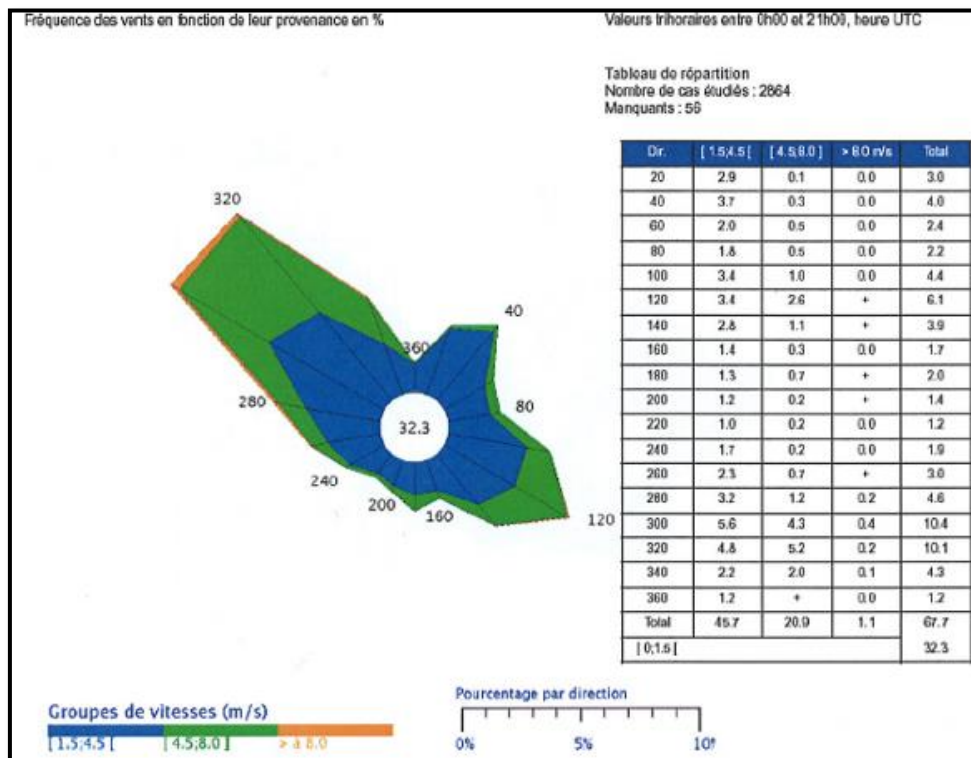 Fréquence des vents en fonction de leur provenance en %
Valeurs trihoraires entre 0h00 et 21h00, heure UTC
Tableau de répartition
Nombre de cas étudiés : 2864
Manquants : 56
320
40
360
280
80
32.3
240
200
160
120
Dir. [ 1.5;4.5 [ [ 4.5;8.0 ] > 8.0 m/s Total
20 2.9 0.1 0.0 3.0
40 3.7 0.3 0.0 4.0
60 2.0 0.5 0.0 2.4
80 1.8 0.5 0.0 2.2
100 3.4 1.0 0.0 4.4
120 3.4 2.6 + 6.1
140 2.8 1.1 + 3.9
160 1.4 0.3 0.0 1.7
180 1.3 0.7 + 2.0
200 1.2 0.2 + 1.4
220 1.0 0.2 0.0 1.2
240 1.7 0.2 0.0 1.9
260 2.3 0.7 + 3.0
280 3.2 1.2 0.2 4.6
300 5.6 4.3 0.4 10.4
320 4.8 5.2 0.2 10.1
340 2.2 2.0 0.1 4.3
360 1.2 + 0.0 1.2
Total 45.7 20.9 1.1 67.7
[ 0;1.5 [ 32.3
Groupes de vitesses (m/s)
[ 1.5;4.5 [ [ 4.5;8.0 ] > à 8.0
Pourcentage par direction
0% 5% 10